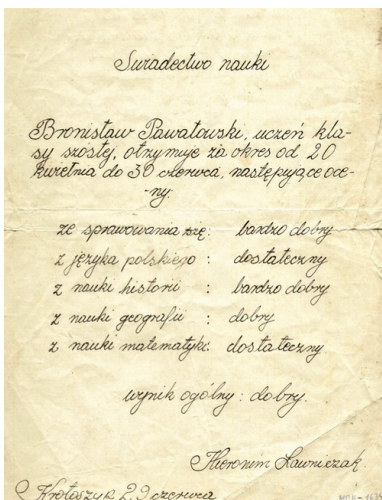 Świadectwo nauki
Bronisław Pawałowski, uczeń kla-
sy szóstej, otrzymuje za okres od 20
kwietnia do 30 czerwca, następujące oce-
-ny:
ze sprawowania się: bardzo dobry
z języka polskiego : dostateczny
z nauki historii : bardzo dobry
z nauki geografii : dobry
z nauki matematyki: dostateczny
wynik ogólny : dobry.
Hieronim Ławniczak
Krotoszyn 29 czerwca